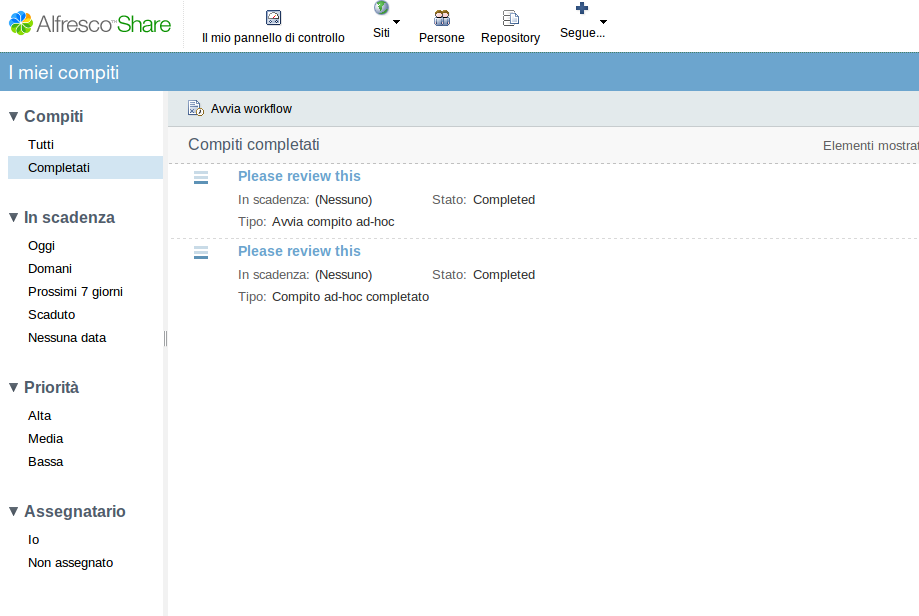 Alfresco™ Share
Il mio pannello di controllo
Siti
Persone
Repository
Segue...
I miei compiti
▼ Compiti
Tutti
Completati
▼ In scadenza
Oggi
Domani
Prossimi 7 giorni
Scaduto
Nessuna data
▼ Priorità
Alta
Media
Bassa
▼ Assegnatario
Io
Non assegnato
Avvia workflow
Compiti completati
Elementi mostrat
Please review this
In scadenza: (Nessuno) Stato: Completed
Tipo: Avvia compito ad-hoc
Please review this
In scadenza: (Nessuno) Stato: Completed
Tipo: Compito ad-hoc completato